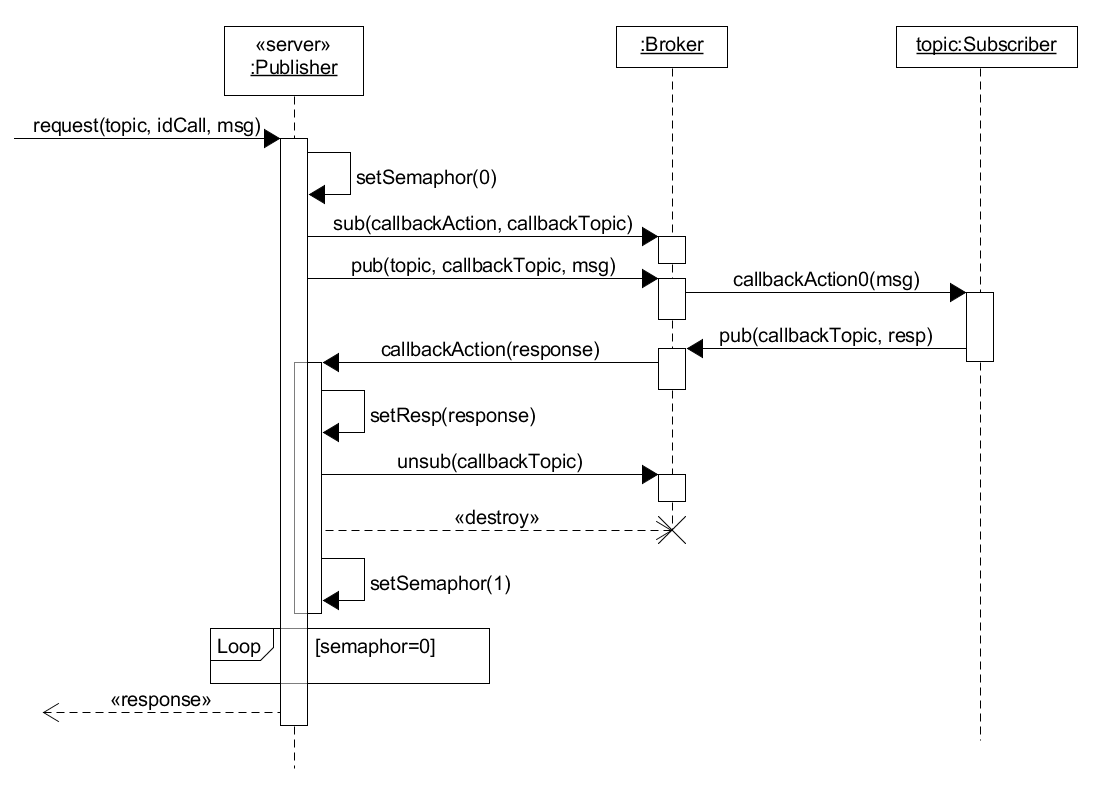 «server»
:Publisher
:Broker
topic:Subscriber
request(topic, idCall, msg)
setSemaphor(0)
sub(callbackAction, callbackTopic)
pub(topic, callbackTopic, msg)
callbackAction0(msg)
pub(callbackTopic, resp)
callbackAction(response)
setResp(response)
unsub(callbackTopic)
«destroy»
setSemaphor(1)
Loop
[semaphor=0]
«response»